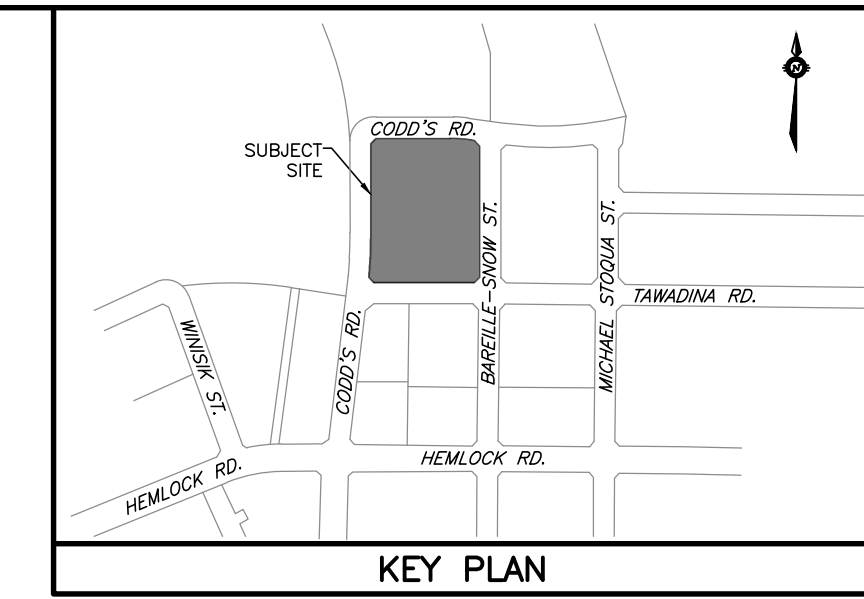 CODD'S RD.
N
SUBJECT
SITE
BAREILLE-SNOW ST.
MICHAEL STOQUA ST.
TAWADINA RD.
WINISIK ST.
CODD'S RD.
HEMLOCK RD.
HEMLOCK RD.
KEY PLAN